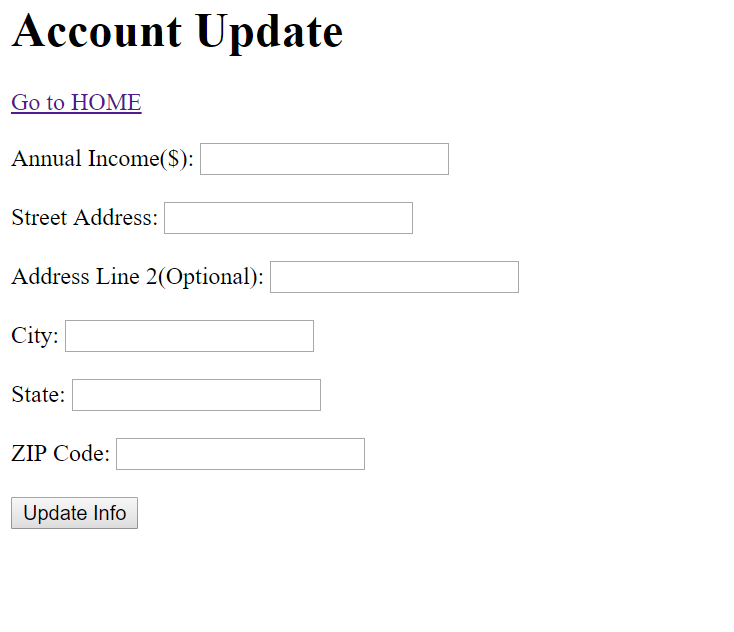 Account Update
Go to HOME
Annual Income($):
Street Address:
Address Line 2(Optional):
City:
State:
ZIP Code:
Update Info